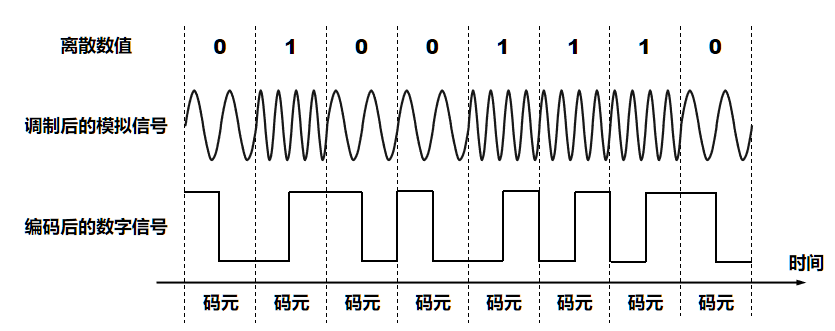 离散数值 0 1 0 0 1 1 1 0
调制后的模拟信号
编码后的数字信号
时间
码元 码元 码元 码元 码元 码元 码元 码元